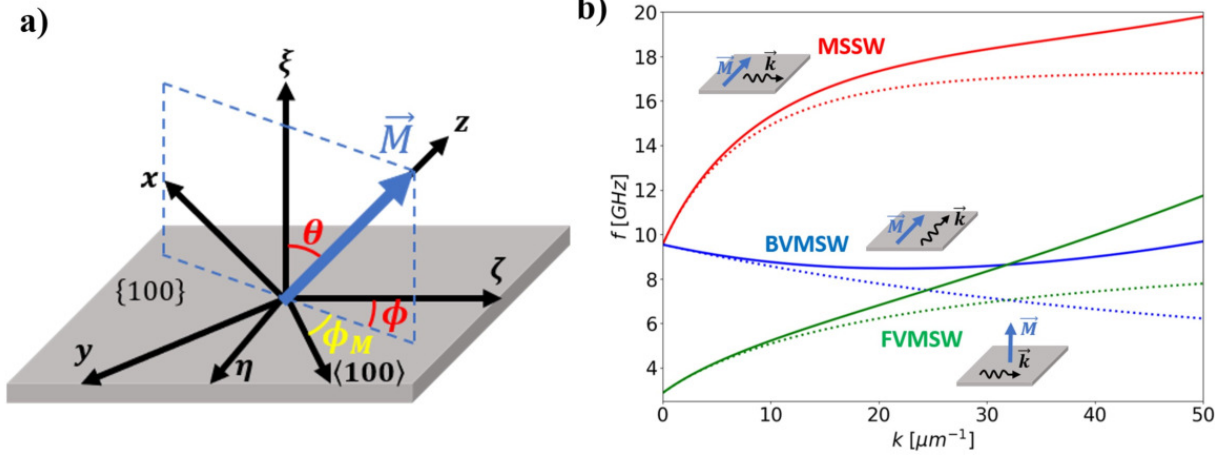 a)
ξ
M⃗
z
x
θ
ζ
{100}
ϕ
ϕ_M
y
η
⟨100⟩
b)
20
18
16
14
12
10
8
6
4
f [GHz]
MSSW
M⃗
k⃗
BVMSW
M⃗
k⃗
FVMSW
M⃗
k⃗
0
10
20
30
40
50
k [μm⁻¹]